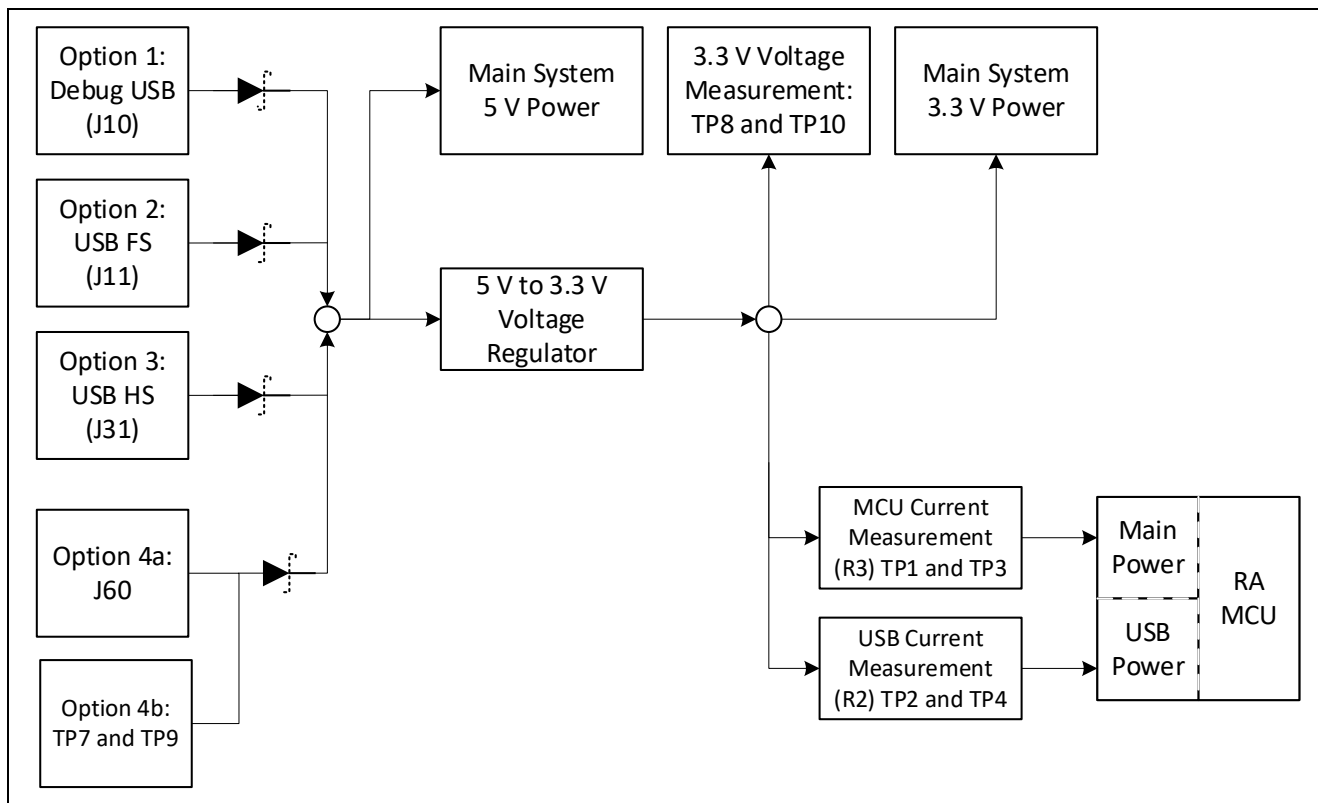 Option 1:
Debug USB
(J10)
Option 2:
USB FS
(J11)
Option 3:
USB HS
(J31)
Option 4a:
J60
Option 4b:
TP7 and TP9
Main System
5 V Power
5 V to 3.3 V
Voltage
Regulator
3.3 V Voltage
Measurement:
TP8 and TP10
Main System
3.3 V Power
MCU Current
Measurement
(R3) TP1 and TP3
USB Current
Measurement
(R2) TP2 and TP4
Main
Power
USB
Power
RA
MCU